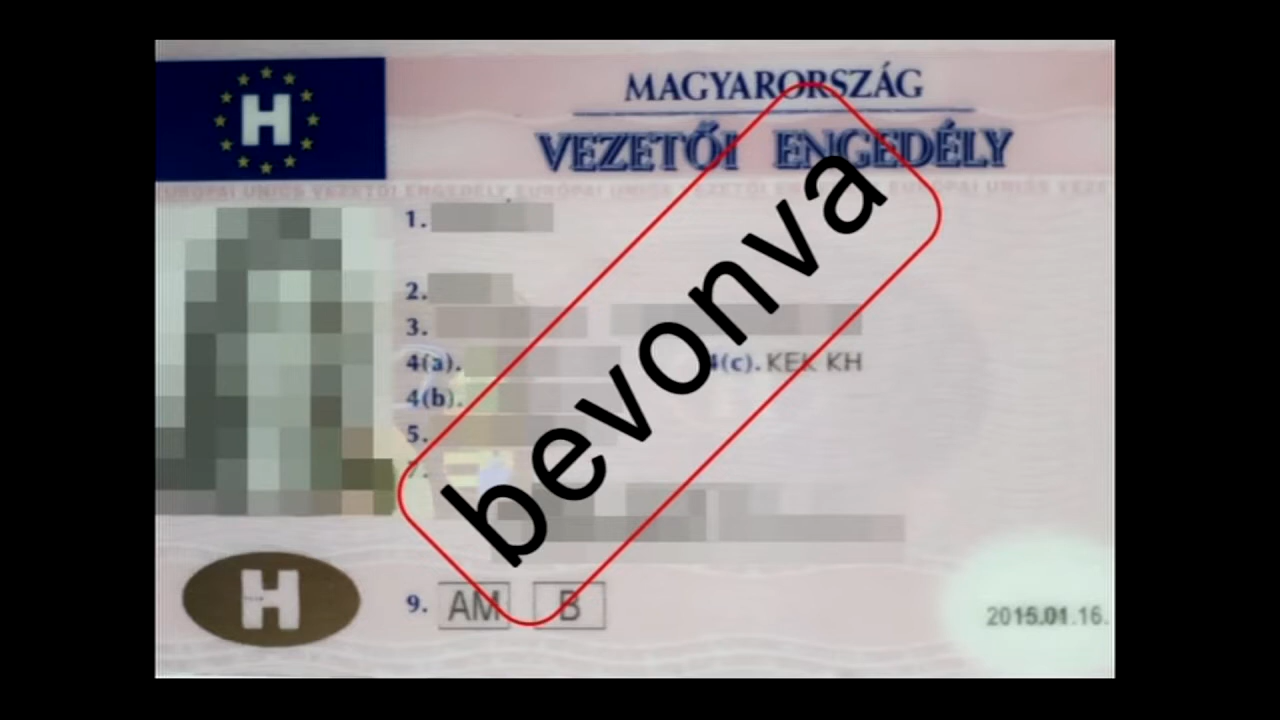 H
MAGYARORSZÁG
VEZETŐI ENGEDÉLY
EURÓPAI UNIÓS VEZETŐI ENGEDÉLY EURÓPAI UNIÓS VEZETŐI ENGEDÉLY EURÓPAI UNIÓS VEZE
1.
2.
3.
4(a). 4(c). KEK KH
4(b).
5.
7.
bevonva
H
9. AM B
2015.01.16.